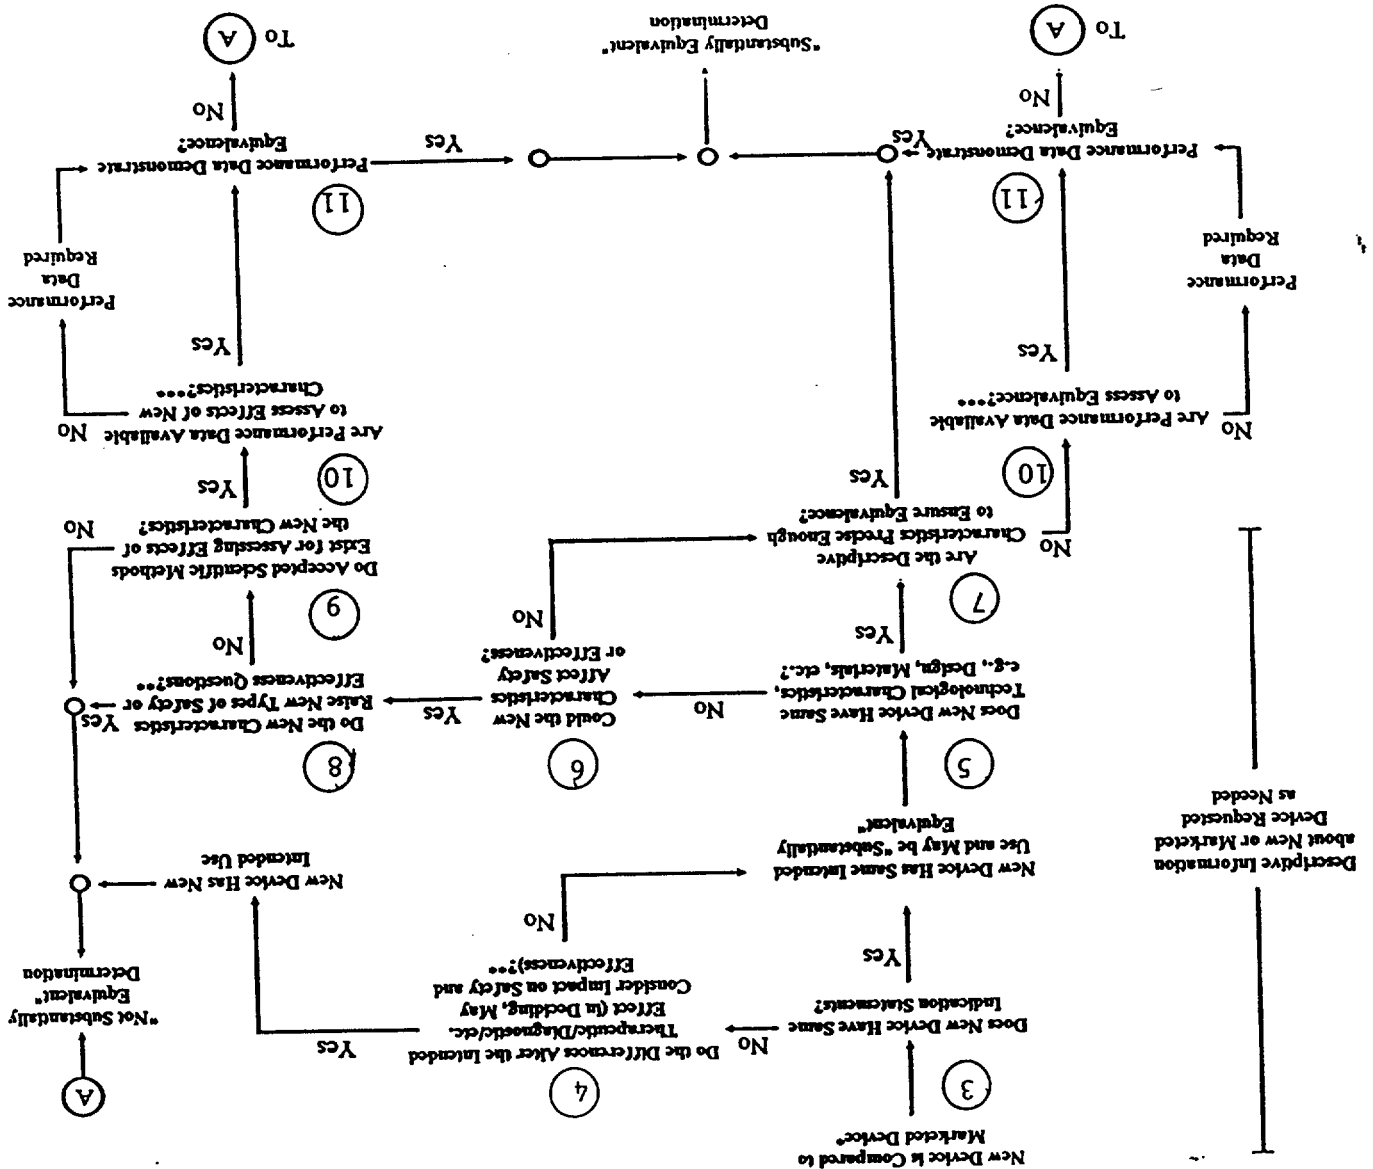 New Device is Compared to
Marketed Device*
3
Does New Device Have Same
Indication Statements?
No
4
Do the Differences Alter the Intended
Therapeutic/Diagnostic/etc.
Effect (in Deciding, May
Consider Impact on Safety and
Effectiveness)?**
Yes
A
"Not Substantially
Equivalent"
Determination
Yes
No
Descriptive Information
about New or Marketed
Device Requested
as Needed
New Device Has Same Intended
Use and May be "Substantially
Equivalent"
New Device Has New
Intended Use
5
Does New Device Have Same
Technological Characteristics,
e.g., Design, Materials, etc.?
No
6
Could the New
Characteristics
Affect Safety
or Effectiveness?
Yes
8
Do the New Characteristics
Raise New Types of Safety or
Effectiveness Questions?**
Yes
Yes
No
No
7
Are the Descriptive
Characteristics Precise Enough
to Ensure Equivalence?
No
Yes
9
Do Accepted Scientific Methods
Exist for Assessing Effects of
the New Characteristics?
No
Yes
10
Are Performance Data Available
to Assess Equivalence?***
No
Yes
10
Are Performance Data Available
to Assess Effects of New
Characteristics?***
No
Yes
Performance
Data
Required
Performance
Data
Required
11
Performance Data Demonstrate
Equivalence?
Yes
No
11
Performance Data Demonstrate
Equivalence?
Yes
No
To
A
"Substantially Equivalent"
Determination
To
A